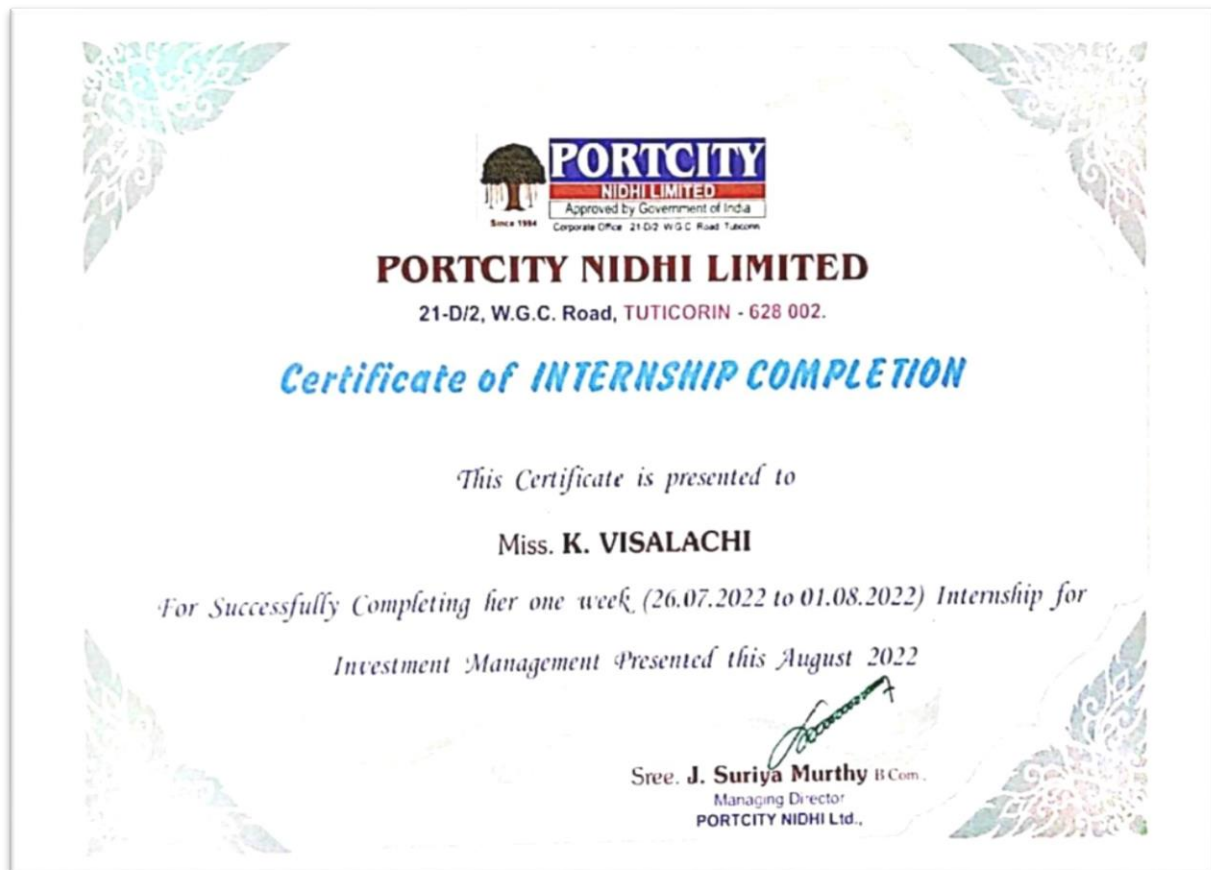 PORTCITY
NIDHI LIMITED
Approved by Government of India
Since 1994
Corporate Office : 21-D/2 W.G.C. Road Tuticorin
PORTCITY NIDHI LIMITED
21-D/2, W.G.C. Road, TUTICORIN - 628 002.
Certificate of INTERNSHIP COMPLETION
This Certificate is presented to
Miss. K. VISALACHI
For Successfully Completing her one week (26.07.2022 to 01.08.2022) Internship for
Investment Management Presented this August 2022
Sree. J. Suriya Murthy B.Com.
Managing Director
PORTCITY NIDHI Ltd.,